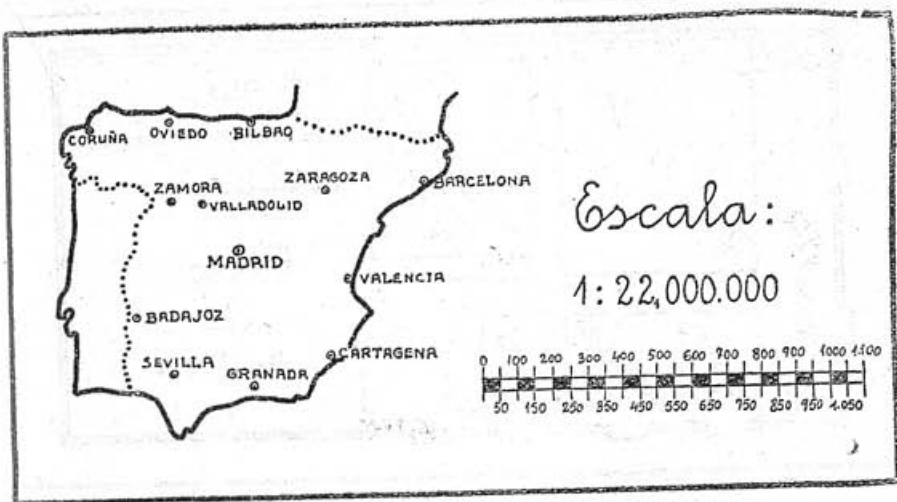 CORUÑA
OVIEDO
BILBAO
ZAMORA
VALLADOLID
ZARAGOZA
BARCELONA
MADRID
VALENCIA
BADAJOZ
SEVILLA
GRANADA
CARTAGENA
Escala:
1:22,000.000
0 100 200 300 400 500 600 700 800 900 1000 1100
50 150 250 350 450 550 650 750 850 950 1.050